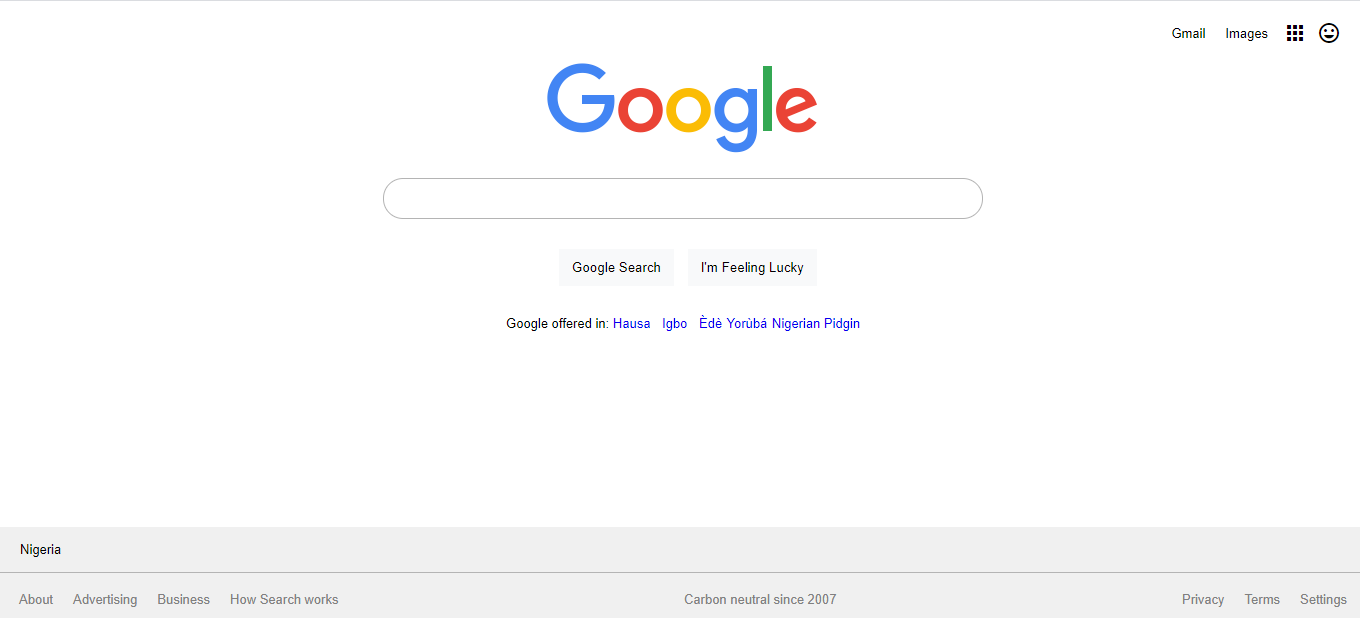 Gmail Images
Google
Google Search I'm Feeling Lucky
Google offered in: Hausa Igbo Èdè Yorùbá Nigerian Pidgin
Nigeria
About Advertising Business How Search works Carbon neutral since 2007 Privacy Terms Settings